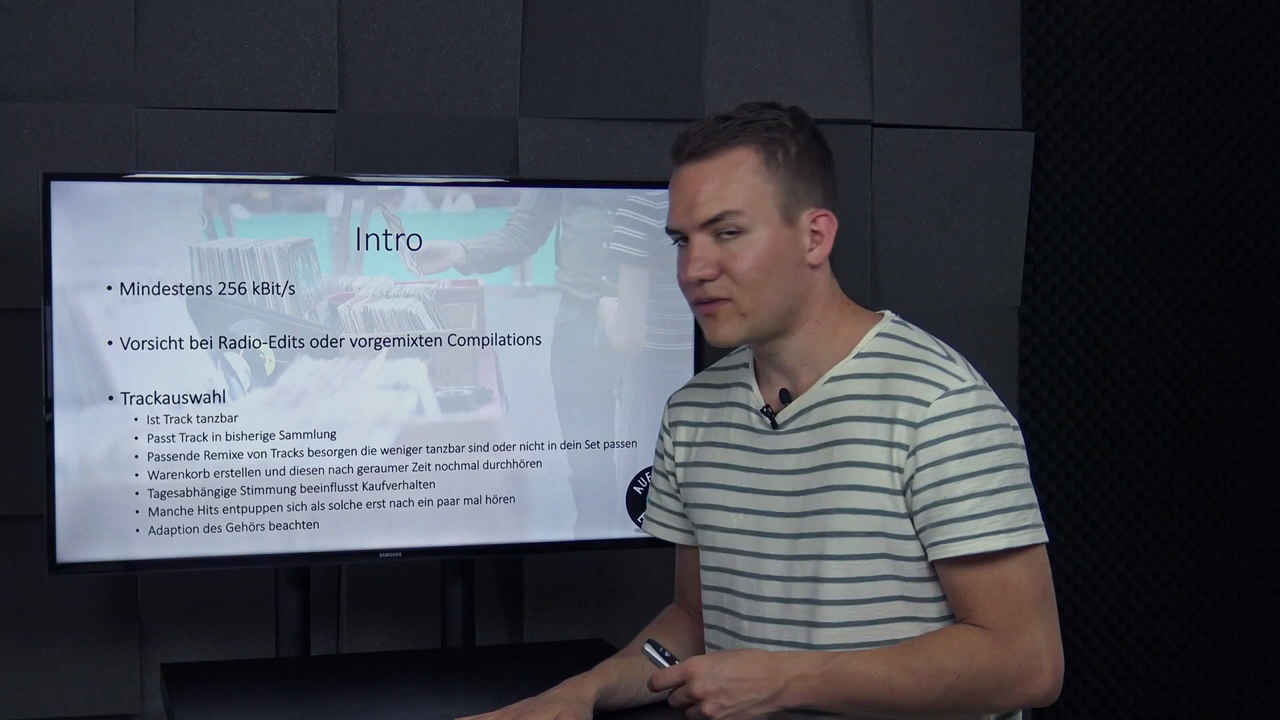 Intro
• Mindestens 256 kBit/s
• Vorsicht bei Radio-Edits oder vorgemixten Compilations
• Trackauswahl
• Ist Track tanzbar
• Passt Track in bisherige Sammlung
• Passende Remixe von Tracks besorgen die weniger tanzbar sind oder nicht in dein Set passen
• Warenkorb erstellen und diesen nach geraumer Zeit nochmal durchhören
• Tagesabhängige Stimmung beeinflusst Kaufverhalten
• Manche Hits entpuppen sich als solche erst nach ein paar mal hören
• Adaption des Gehörs beachten
SAMSUNG